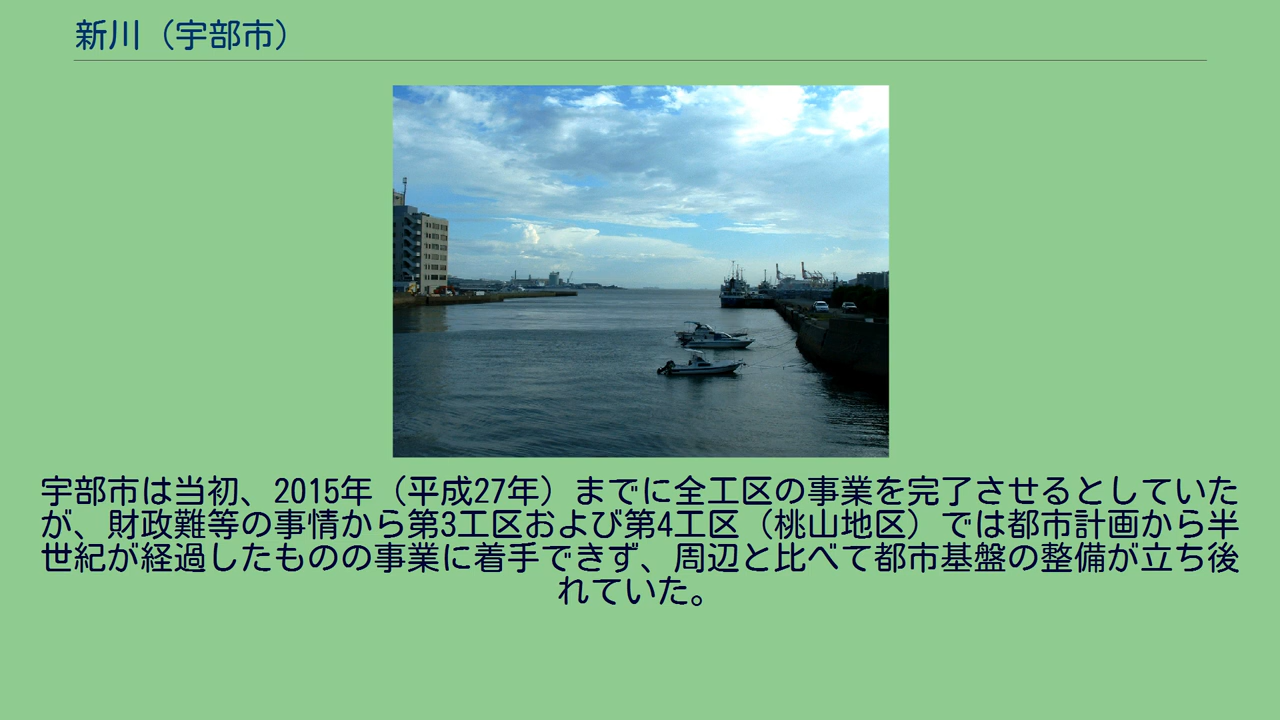 新川（宇部市）
宇部市は当初、2015年（平成27年）までに全工区の事業を完了させるとしていた
が、財政難等の事情から第3工区および第4工区（桃山地区）では都市計画から半
世紀が経過したものの事業に着手できず、周辺と比べて都市基盤の整備が立ち後
れていた。